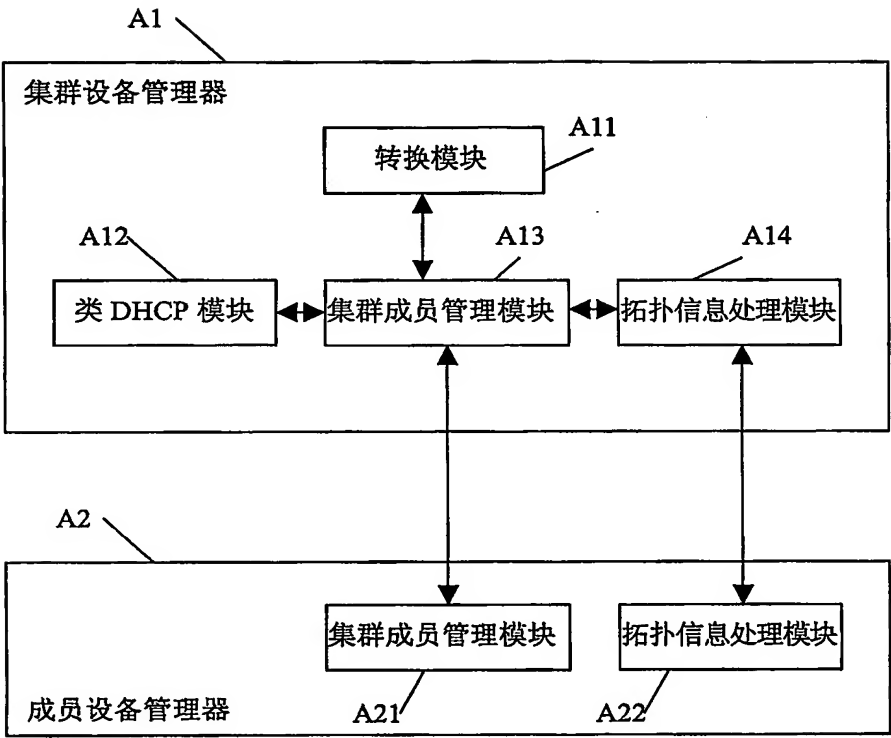 A1
集群设备管理器
转换模块
A11
A12
A13
A14
类 DHCP 模块
集群成员管理模块
拓扑信息处理模块
A2
集群成员管理模块
拓扑信息处理模块
成员设备管理器
A21
A22